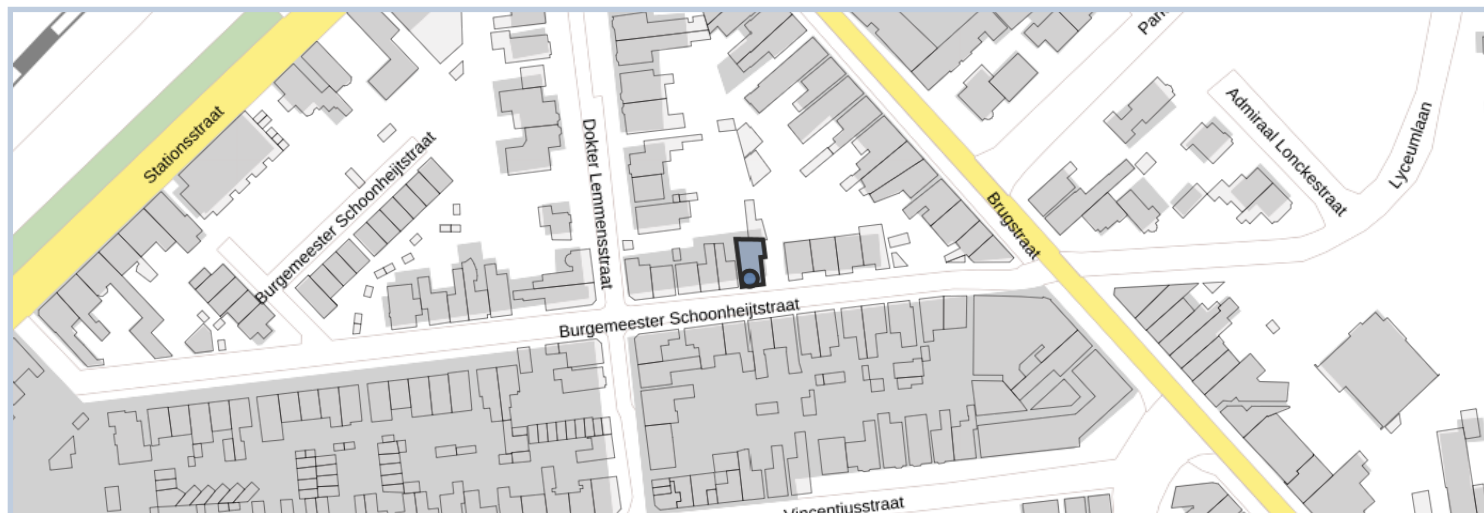 Stationsstraat
Burgemeester Schoonheijtstraat
Dokter Lemmensstraat
Burgemeester Schoonheijtstraat
Brugstraat
Admiraal Lonckestraat
Lyceumlaan
Vincentiusstraat